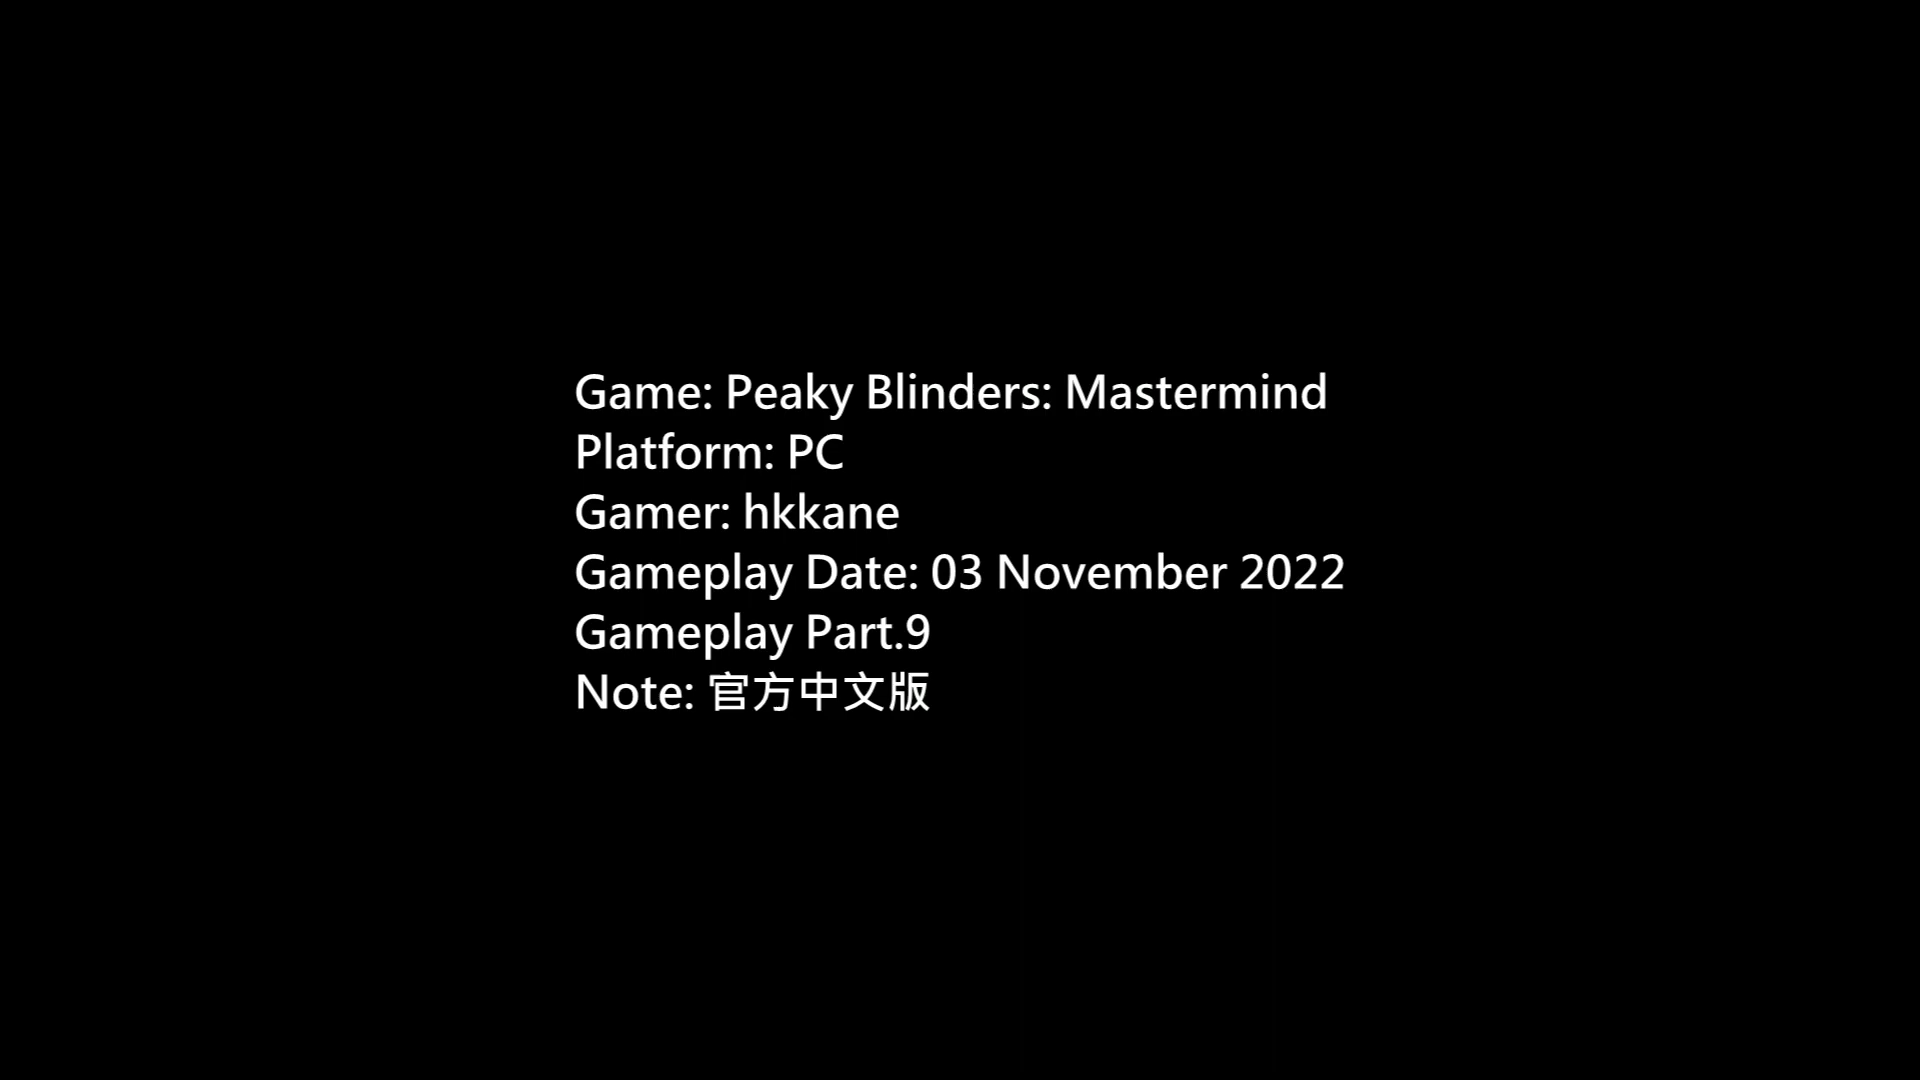 Game: Peaky Blinders: Mastermind
Platform: PC
Gamer: hkkane
Gameplay Date: 03 November 2022
Gameplay Part.9
Note: 官方中文版